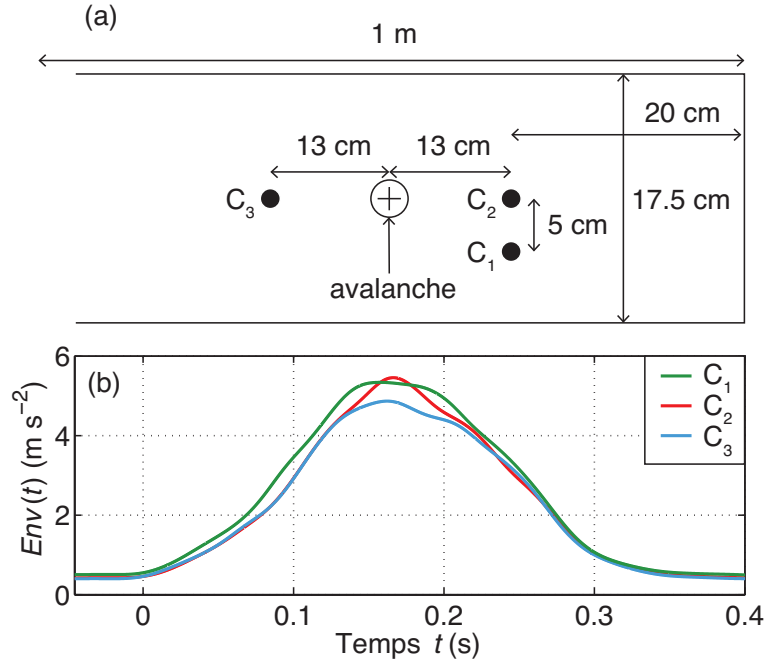 (a)
1 m
20 cm
13 cm
13 cm
C₃
C₂
17.5 cm
5 cm
C₁
avalanche
(b)
C₁
C₂
C₃
Env(t) (m s⁻²)
6
4
2
0
0
0.1
0.2
0.3
0.4
Temps t (s)